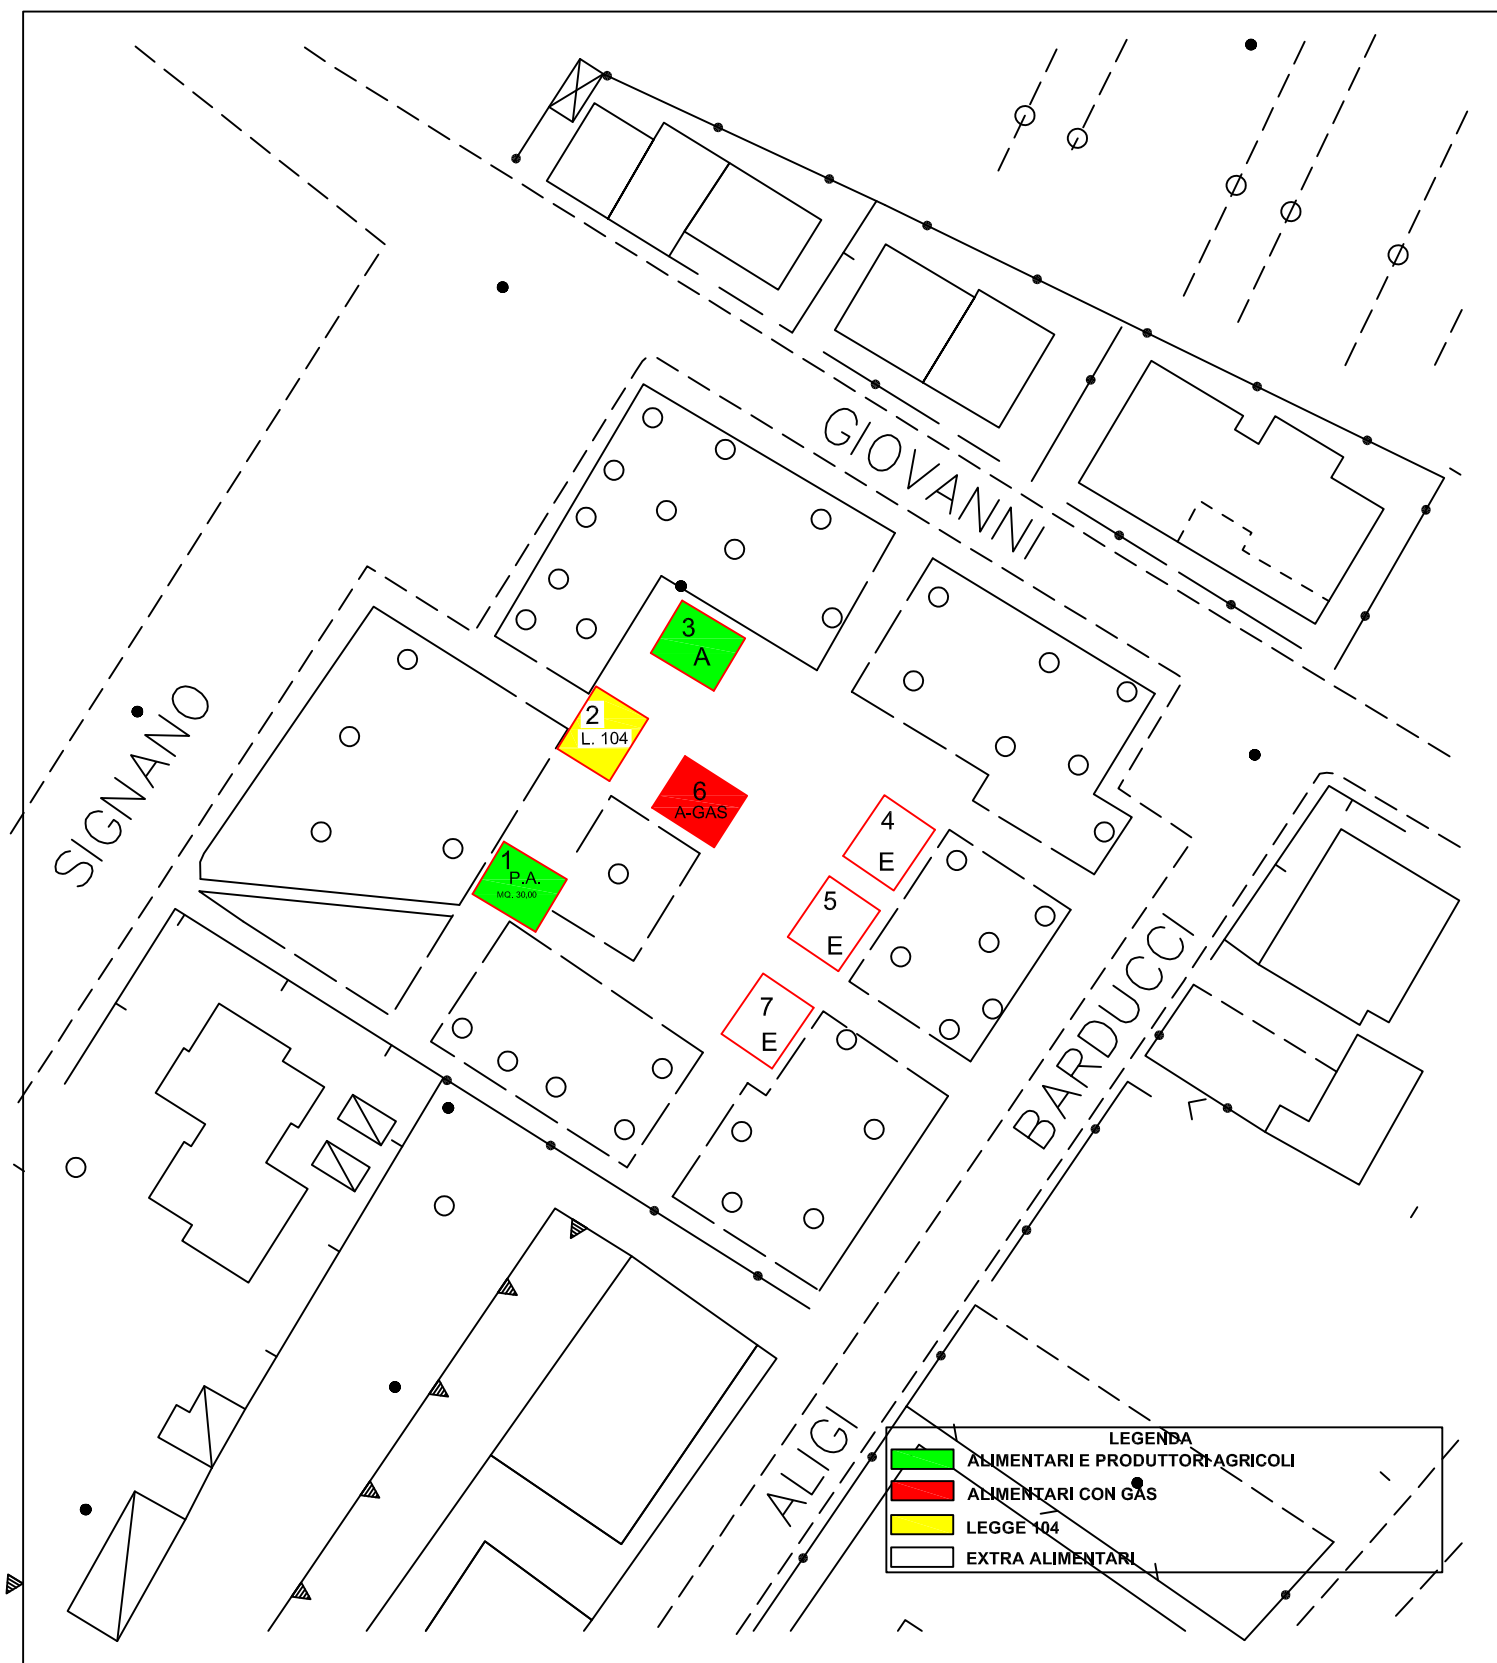 GIOVANNI
3
A
2
L. 104
SIGNANO
6
A-GAS
4
E
1
P.A.
MQ. 30,00
5
E
7
E
BARDUCCI
ALIGI
LEGENDA
ALIMENTARI E PRODUTTORI AGRICOLI
ALIMENTARI CON GAS
LEGGE 104
EXTRA ALIMENTARI